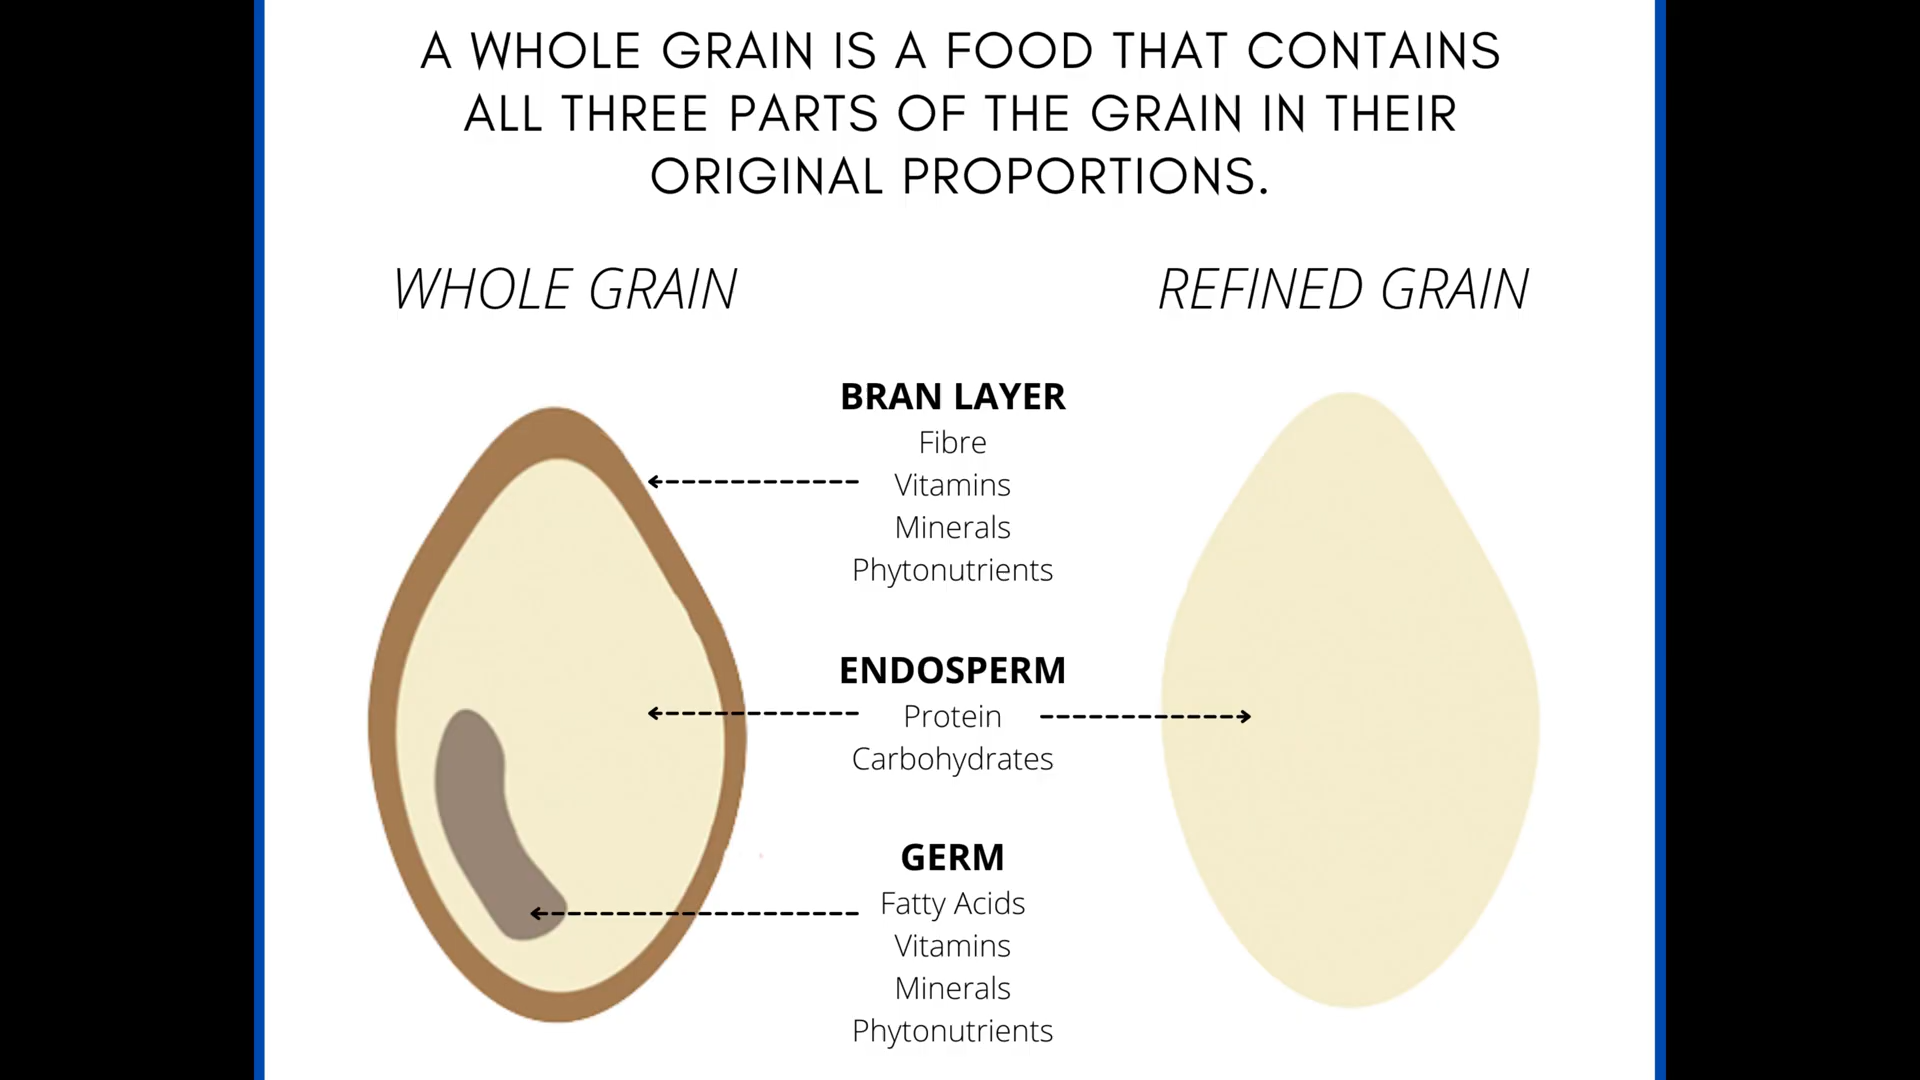 A WHOLE GRAIN IS A FOOD THAT CONTAINS
ALL THREE PARTS OF THE GRAIN IN THEIR
ORIGINAL PROPORTIONS.
WHOLE GRAIN
REFINED GRAIN
BRAN LAYER
Fibre
Vitamins
Minerals
Phytonutrients
ENDOSPERM
Protein
Carbohydrates
GERM
Fatty Acids
Vitamins
Minerals
Phytonutrients